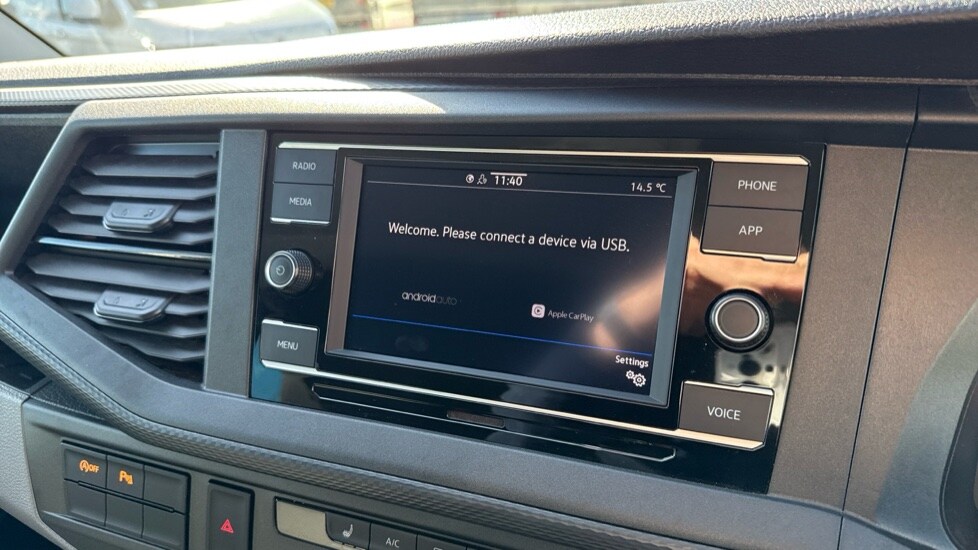 RADIO
MEDIA
MENU
11:40
14.5 °C
Welcome. Please connect a device via USB.
androidauto
Apple CarPlay
Settings
PHONE
APP
VOICE
OFF
P
A/C